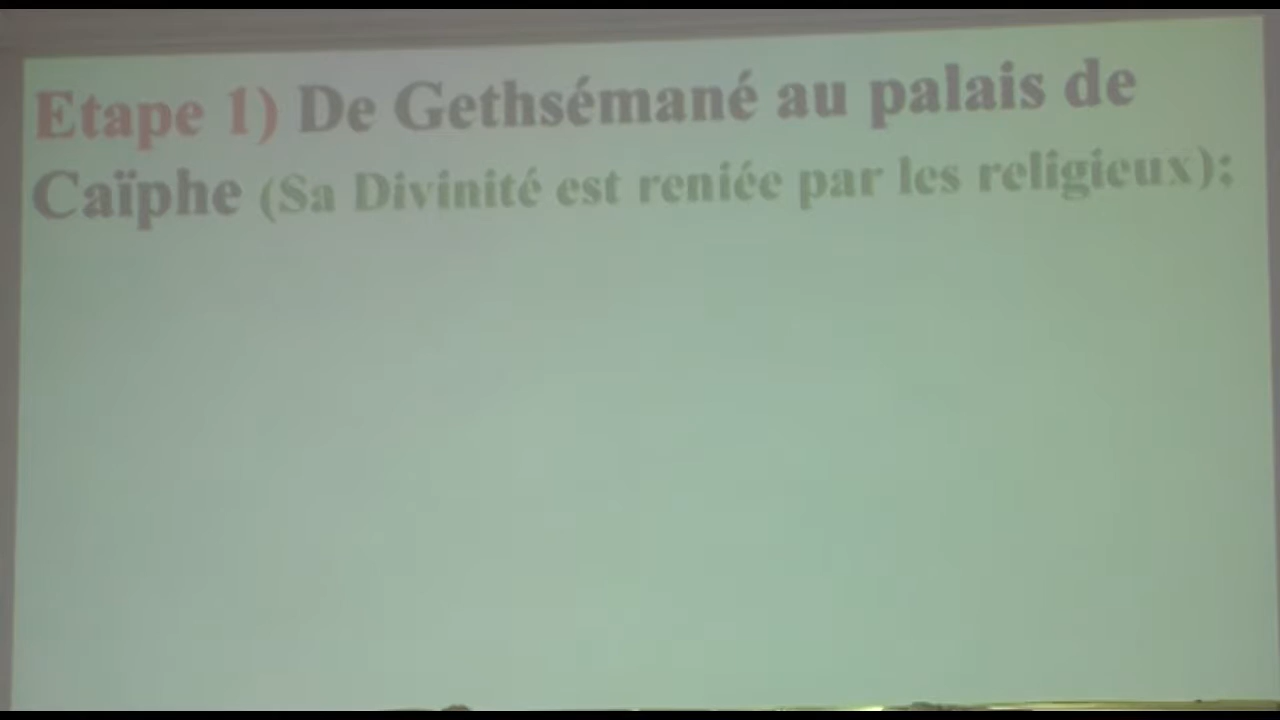 Etape 1) De Gethsémané au palais de
Caïphe (Sa Divinité est reniée par les religieux);